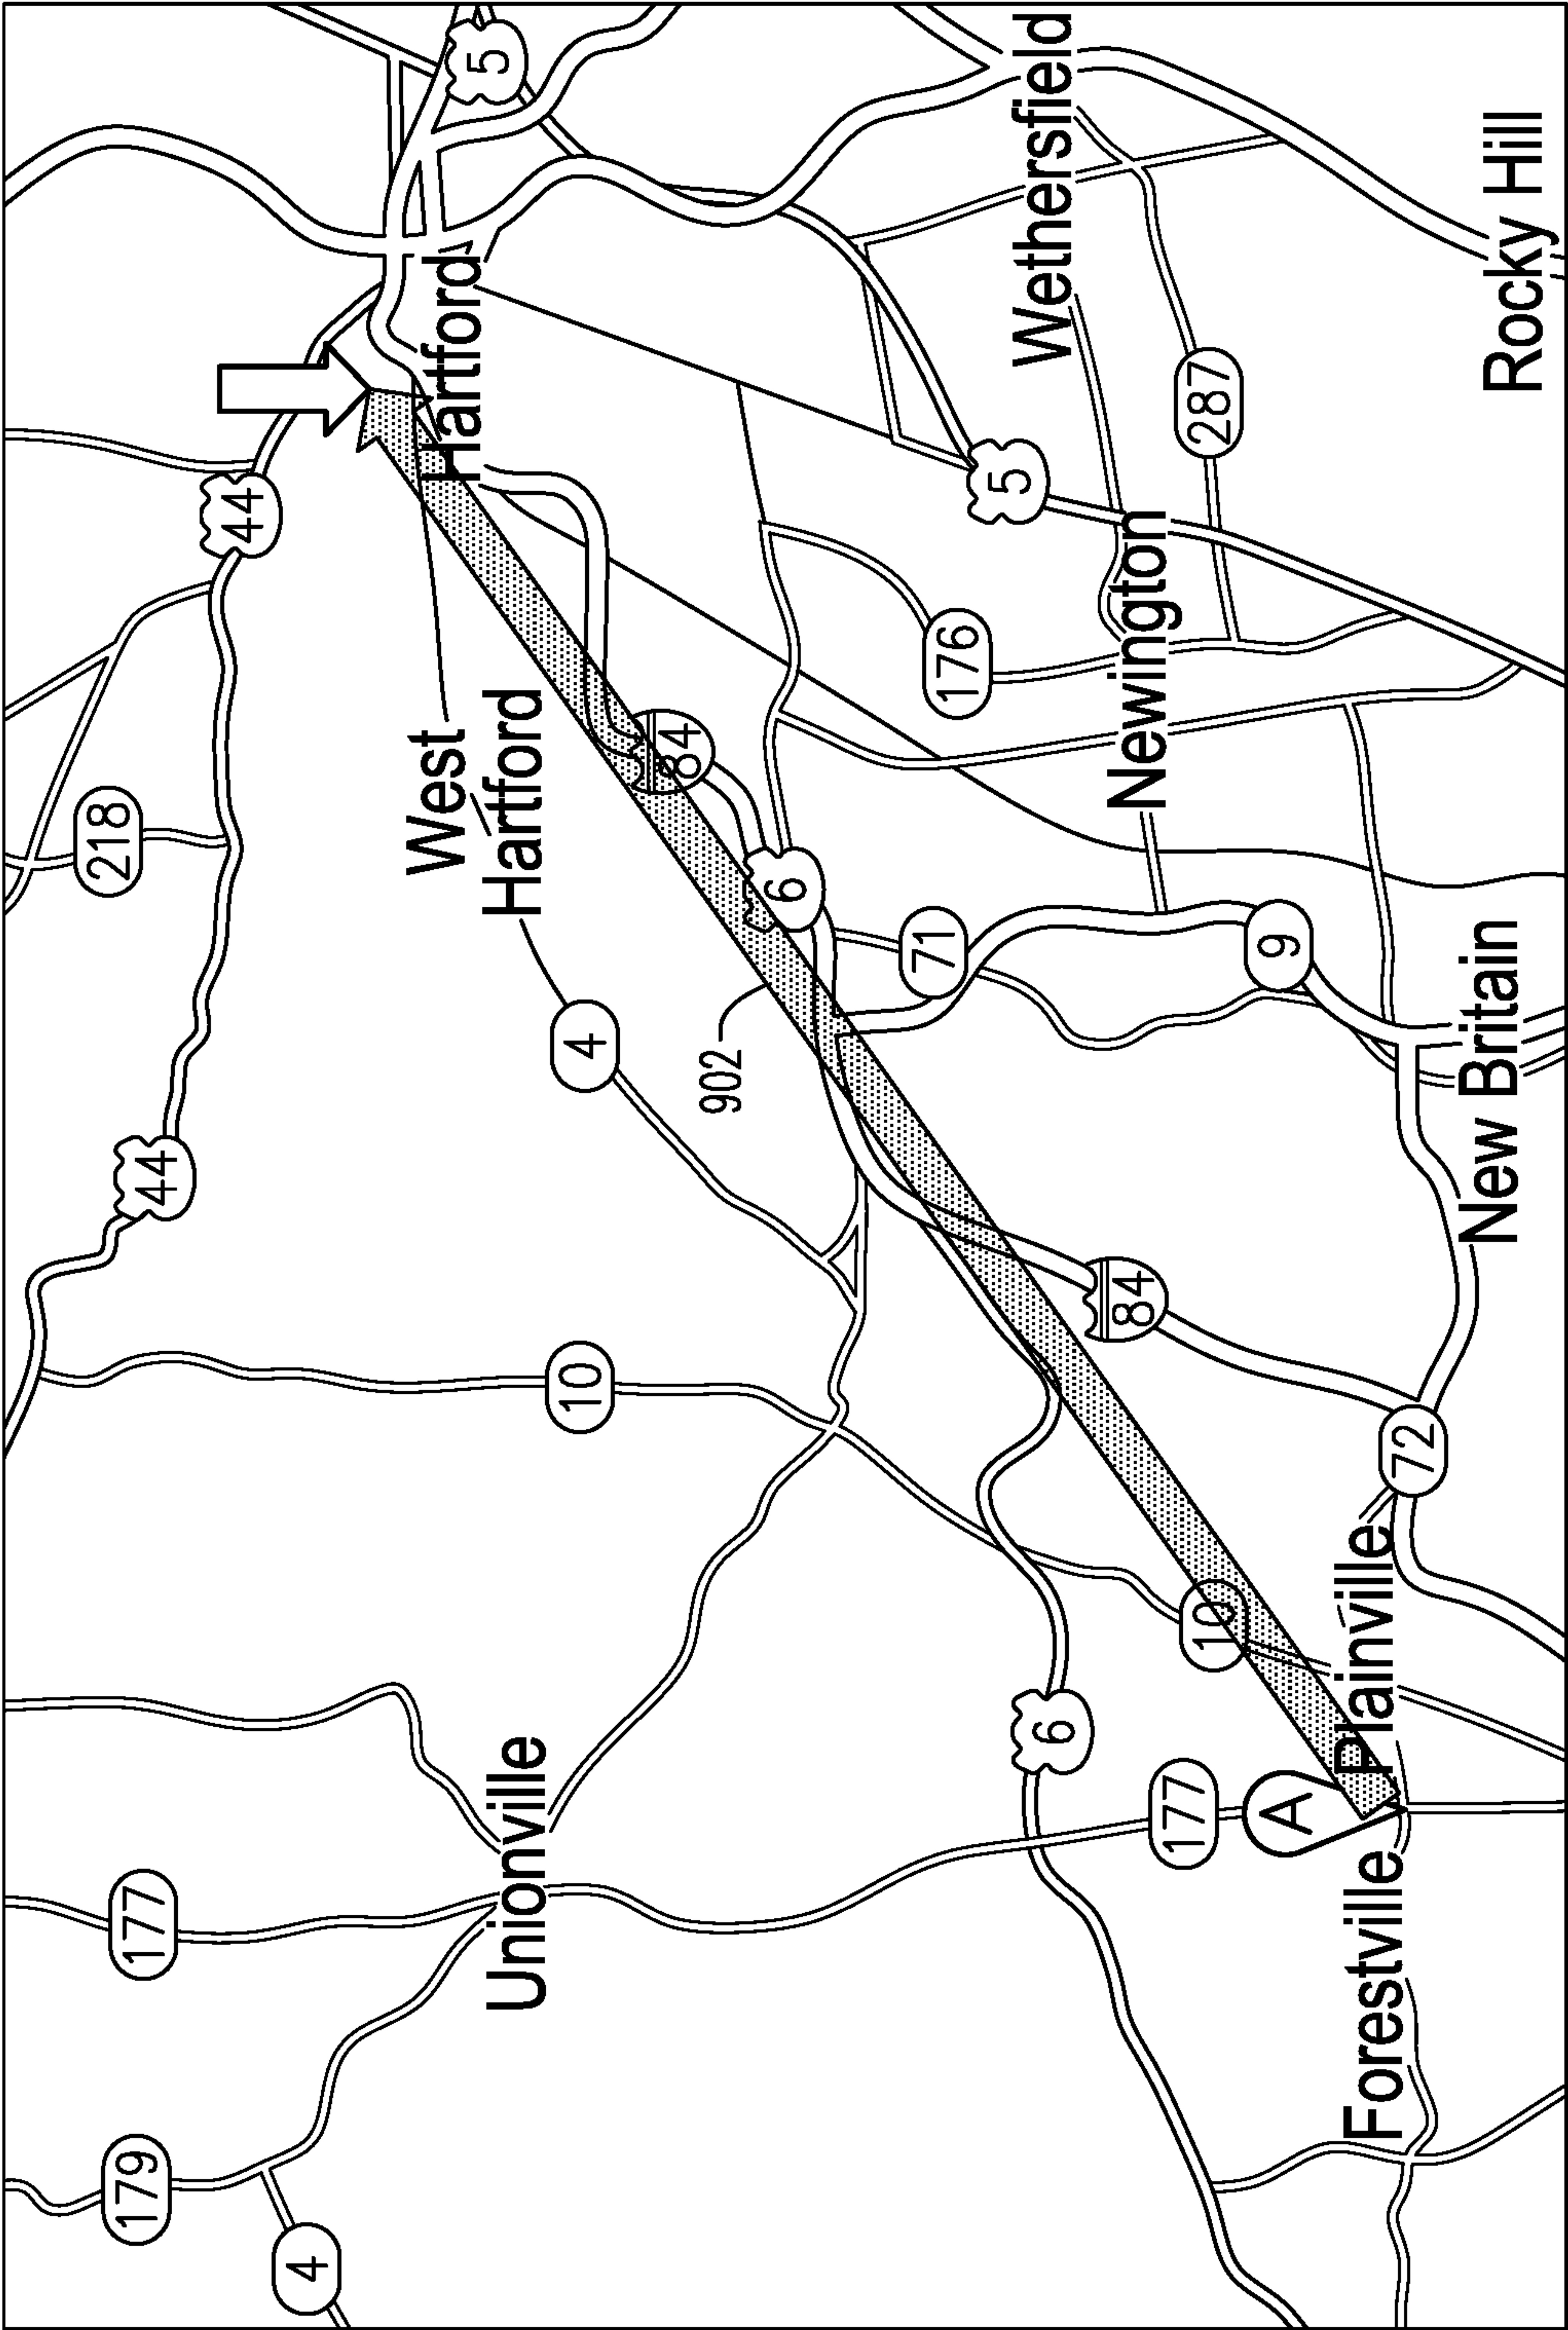 218
179
177
44
44
4
West
Hartford
Hartford
5
Unionville
10
4
84
902
6
71
176
5
Wethersfield
6
84
Newington
177
287
10
A
9
Forestville
Plainville
72
New Britain
Rocky Hill